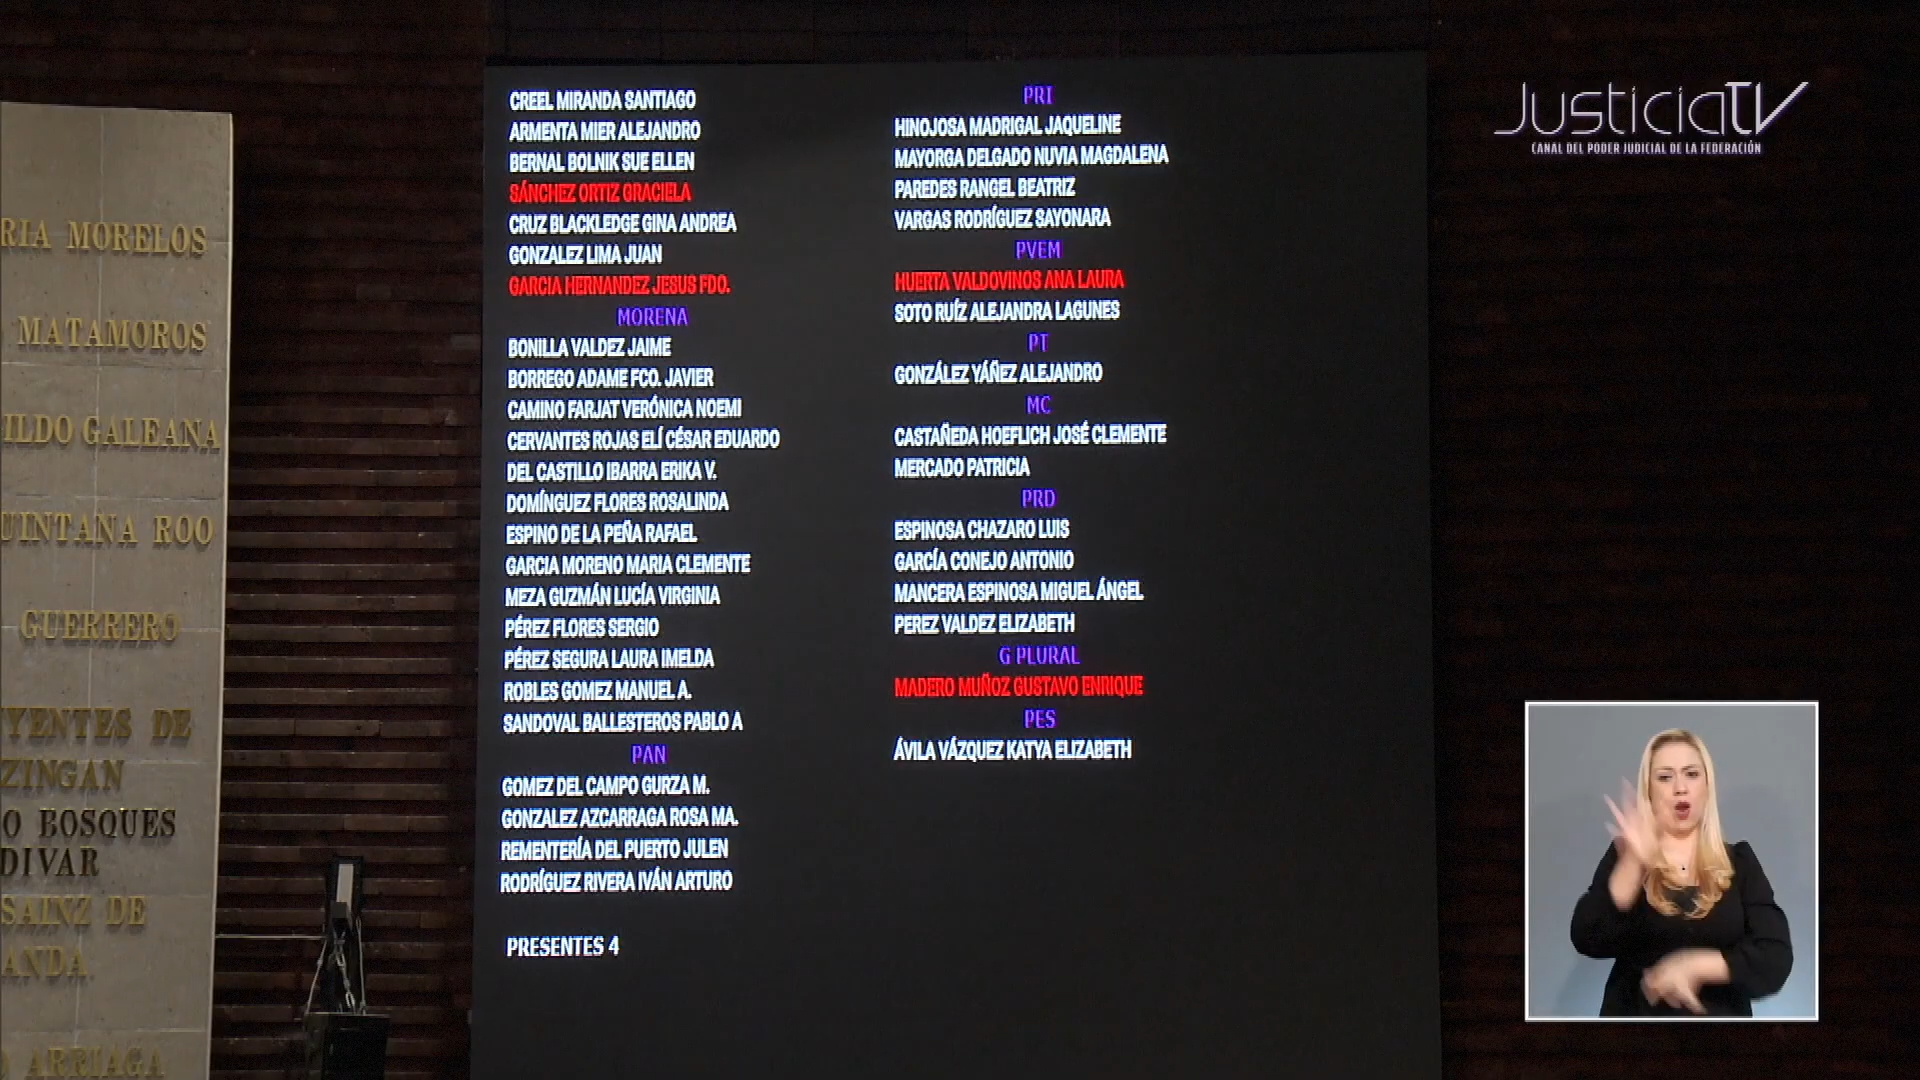 RIA MORELOS
MATAMOROS
ILDO GALEANA
UINTANA ROO
GUERRERO
YENTES DE
ZINGAN
O BOSQUES
DIVAR
SAINZ DE
ANDA
ARRIAGA
CREEL MIRANDA SANTIAGO
ARMENTA MIER ALEJANDRO
BERNAL BOLNIK SUE ELLEN
SÁNCHEZ ORTIZ GRACIELA
CRUZ BLACKLEDGE GINA ANDREA
GONZALEZ LIMA JUAN
GARCIA HERNANDEZ JESUS FDO.
MORENA
BONILLA VALDEZ JAIME
BORREGO ADAME FCO. JAVIER
CAMINO FARJAT VERÓNICA NOEMI
CERVANTES ROJAS ELÍ CÉSAR EDUARDO
DEL CASTILLO IBARRA ERIKA V.
DOMÍNGUEZ FLORES ROSALINDA
ESPINO DE LA PEÑA RAFAEL
GARCIA MORENO MARIA CLEMENTE
MEZA GUZMÁN LUCÍA VIRGINIA
PÉREZ FLORES SERGIO
PÉREZ SEGURA LAURA IMELDA
ROBLES GOMEZ MANUEL A.
SANDOVAL BALLESTEROS PABLO A
PAN
GOMEZ DEL CAMPO GURZA M.
GONZALEZ AZCARRAGA ROSA MA.
REMENTERÍA DEL PUERTO JULEN
RODRÍGUEZ RIVERA IVÁN ARTURO
PRESENTES 4
PRI
HINOJOSA MADRIGAL JAQUELINE
MAYORGA DELGADO NUVIA MAGDALENA
PAREDES RANGEL BEATRIZ
VARGAS RODRÍGUEZ SAYONARA
PVEM
HUERTA VALDOVINOS ANA LAURA
SOTO RUÍZ ALEJANDRA LAGUNES
PT
GONZÁLEZ YÁÑEZ ALEJANDRO
MC
CASTAÑEDA HOEFLICH JOSÉ CLEMENTE
MERCADO PATRICIA
PRD
ESPINOSA CHAZARO LUIS
GARCÍA CONEJO ANTONIO
MANCERA ESPINOSA MIGUEL ÁNGEL
PEREZ VALDEZ ELIZABETH
G PLURAL
MADERO MUÑOZ GUSTAVO ENRIQUE
PES
ÁVILA VÁZQUEZ KATYA ELIZABETH
JusticiaTV
CANAL DEL PODER JUDICIAL DE LA FEDERACIÓN